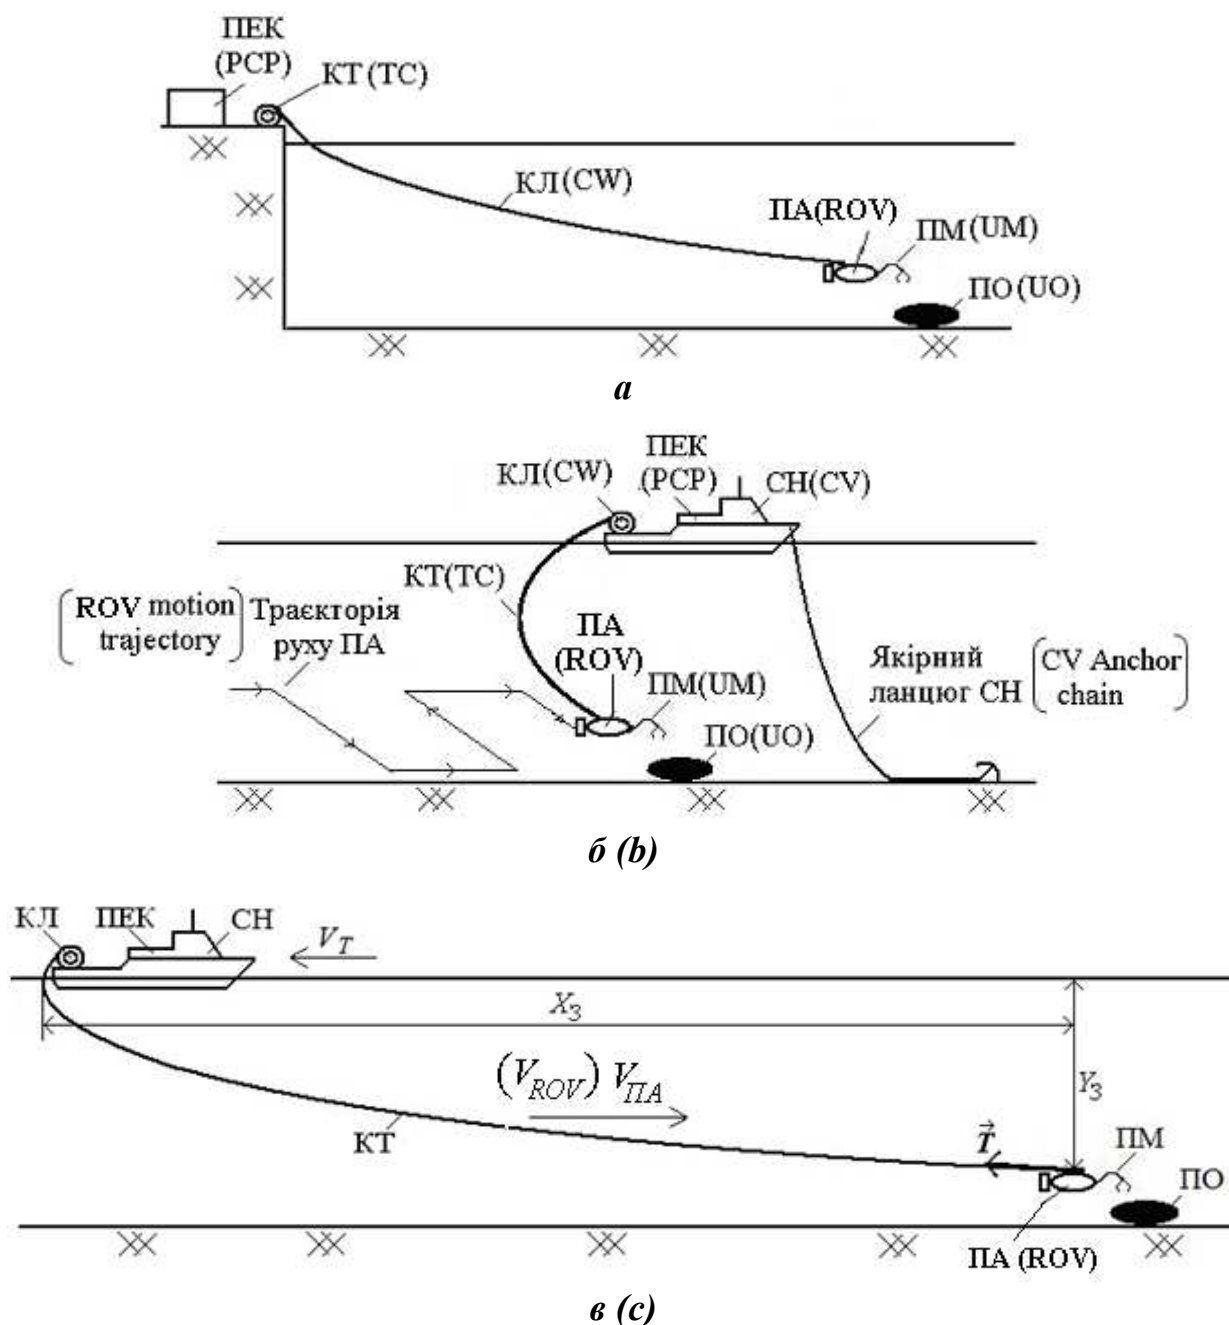 ПЕК
(PCP)
КТ(TC)
КЛ(CW)
ПА(ROV)
ПМ(UM)
ПО(UO)
а
ПЕК
(PCP)
КЛ(CW)
СН(CV)
КТ(TC)
(ROV motion
trajectory)
Траєкторія
руху ПА
ПА
(ROV)
ПМ(UM)
ПО(UO)
Якірний
ланцюг СН
(CV Anchor
chain)
б (b)
КЛ
ПЕК
СН
V_T
X_3
(V_ROV) V_ПА
Y_3
КТ
T⃗
ПМ
ПО
ПА (ROV)
в (c)